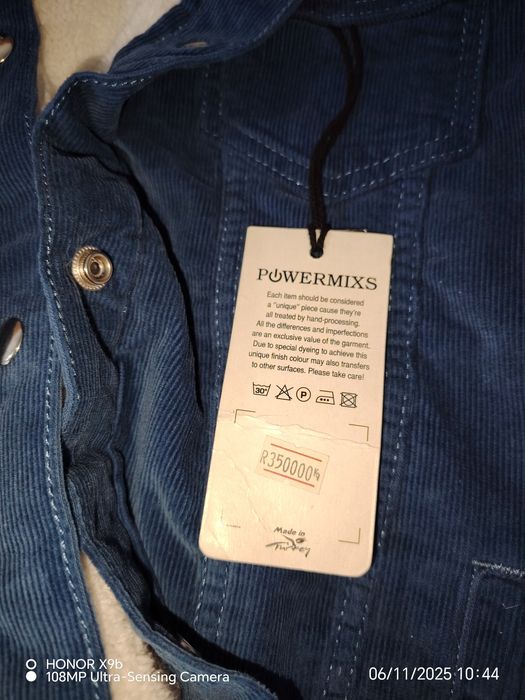 POWERMIXS
Each item should be considered
a "unique" piece cause they're
all treated by hand-processing.
All the differences and imperfections
are an exclusive value of the garment.
Due to special dyeing to achieve this
unique finish colour may also transfers
to other surfaces. Please take care!
30°
P
R350000
Made in
Turkey
HONOR X9b
108MP Ultra-Sensing Camera
06/11/2025 10:44